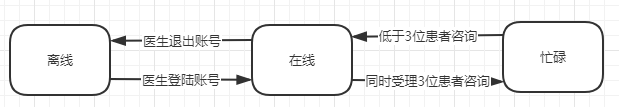 离线
医生退出账号
医生登陆账号
在线
低于3位患者咨询
同时受理3位患者咨询
忙碌